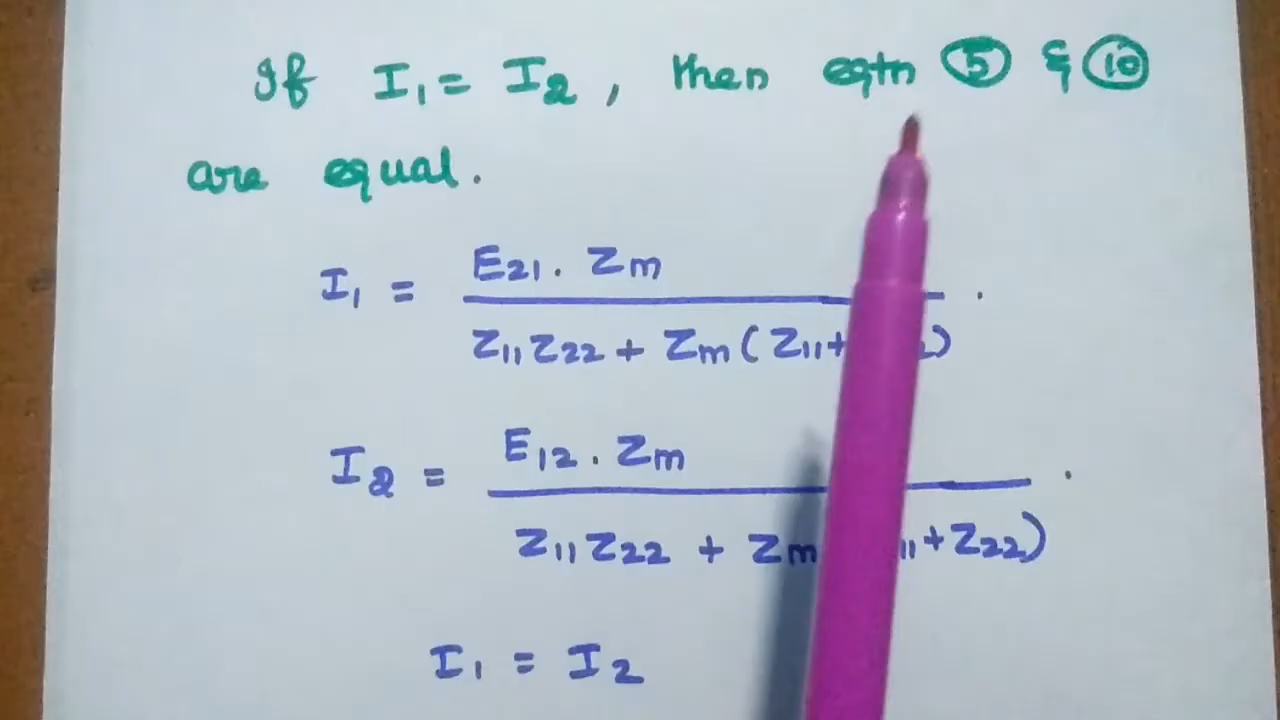 If I₁ = I₂, then eqtn ⑤ & ⑩
are equal.
I₁ = E₂₁ . Zm / Z₁₁Z₂₂ + Zm(Z₁₁+ ) .
I₂ = E₁₂ . Zm / Z₁₁Z₂₂ + Zm ₁₁+Z₂₂) .
I₁ = I₂